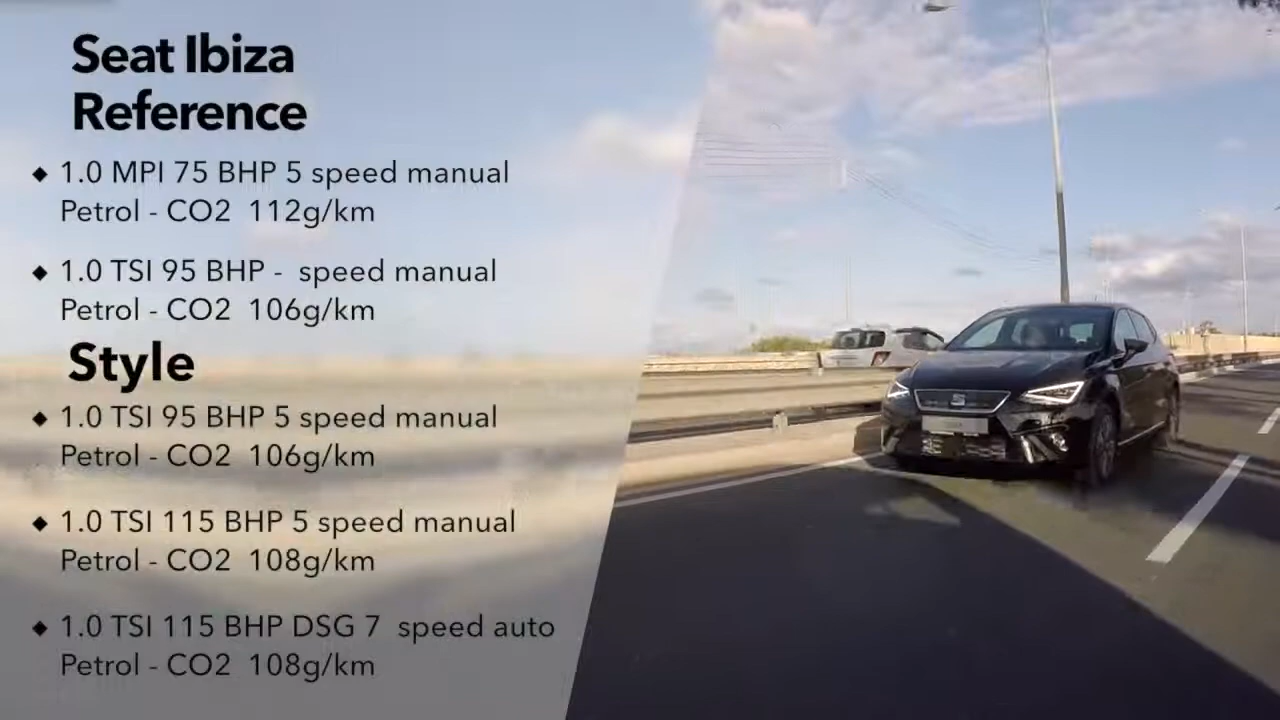 Seat Ibiza
Reference
◆ 1.0 MPI 75 BHP 5 speed manual
Petrol - CO2 112g/km
◆ 1.0 TSI 95 BHP - speed manual
Petrol - CO2 106g/km
Style
◆ 1.0 TSI 95 BHP 5 speed manual
Petrol - CO2 106g/km
◆ 1.0 TSI 115 BHP 5 speed manual
Petrol - CO2 108g/km
◆ 1.0 TSI 115 BHP DSG 7 speed auto
Petrol - CO2 108g/km